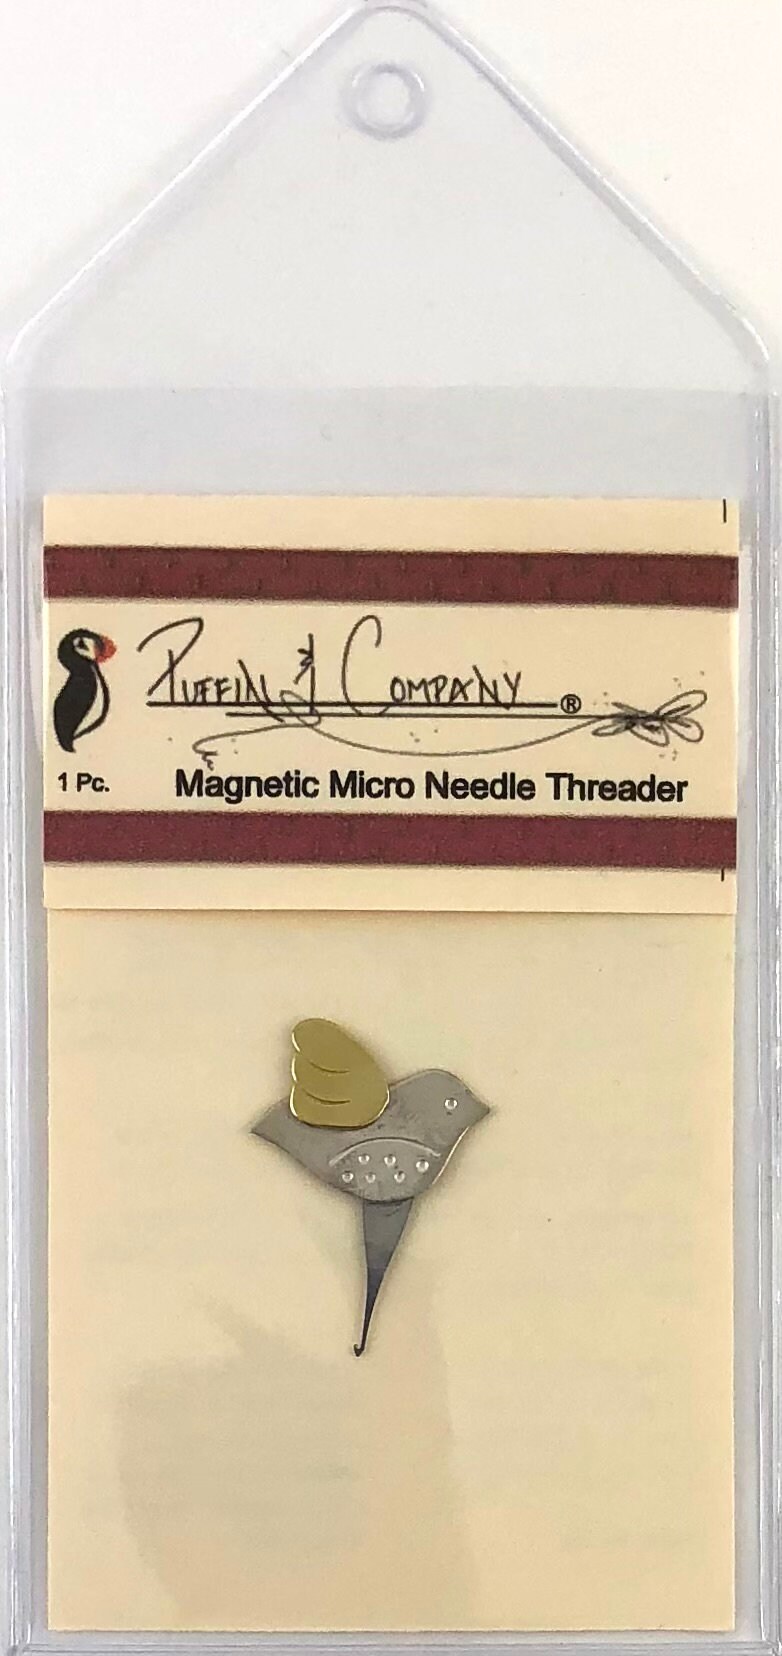 Puffin & Company ®
1 Pc.
Magnetic Micro Needle Threader